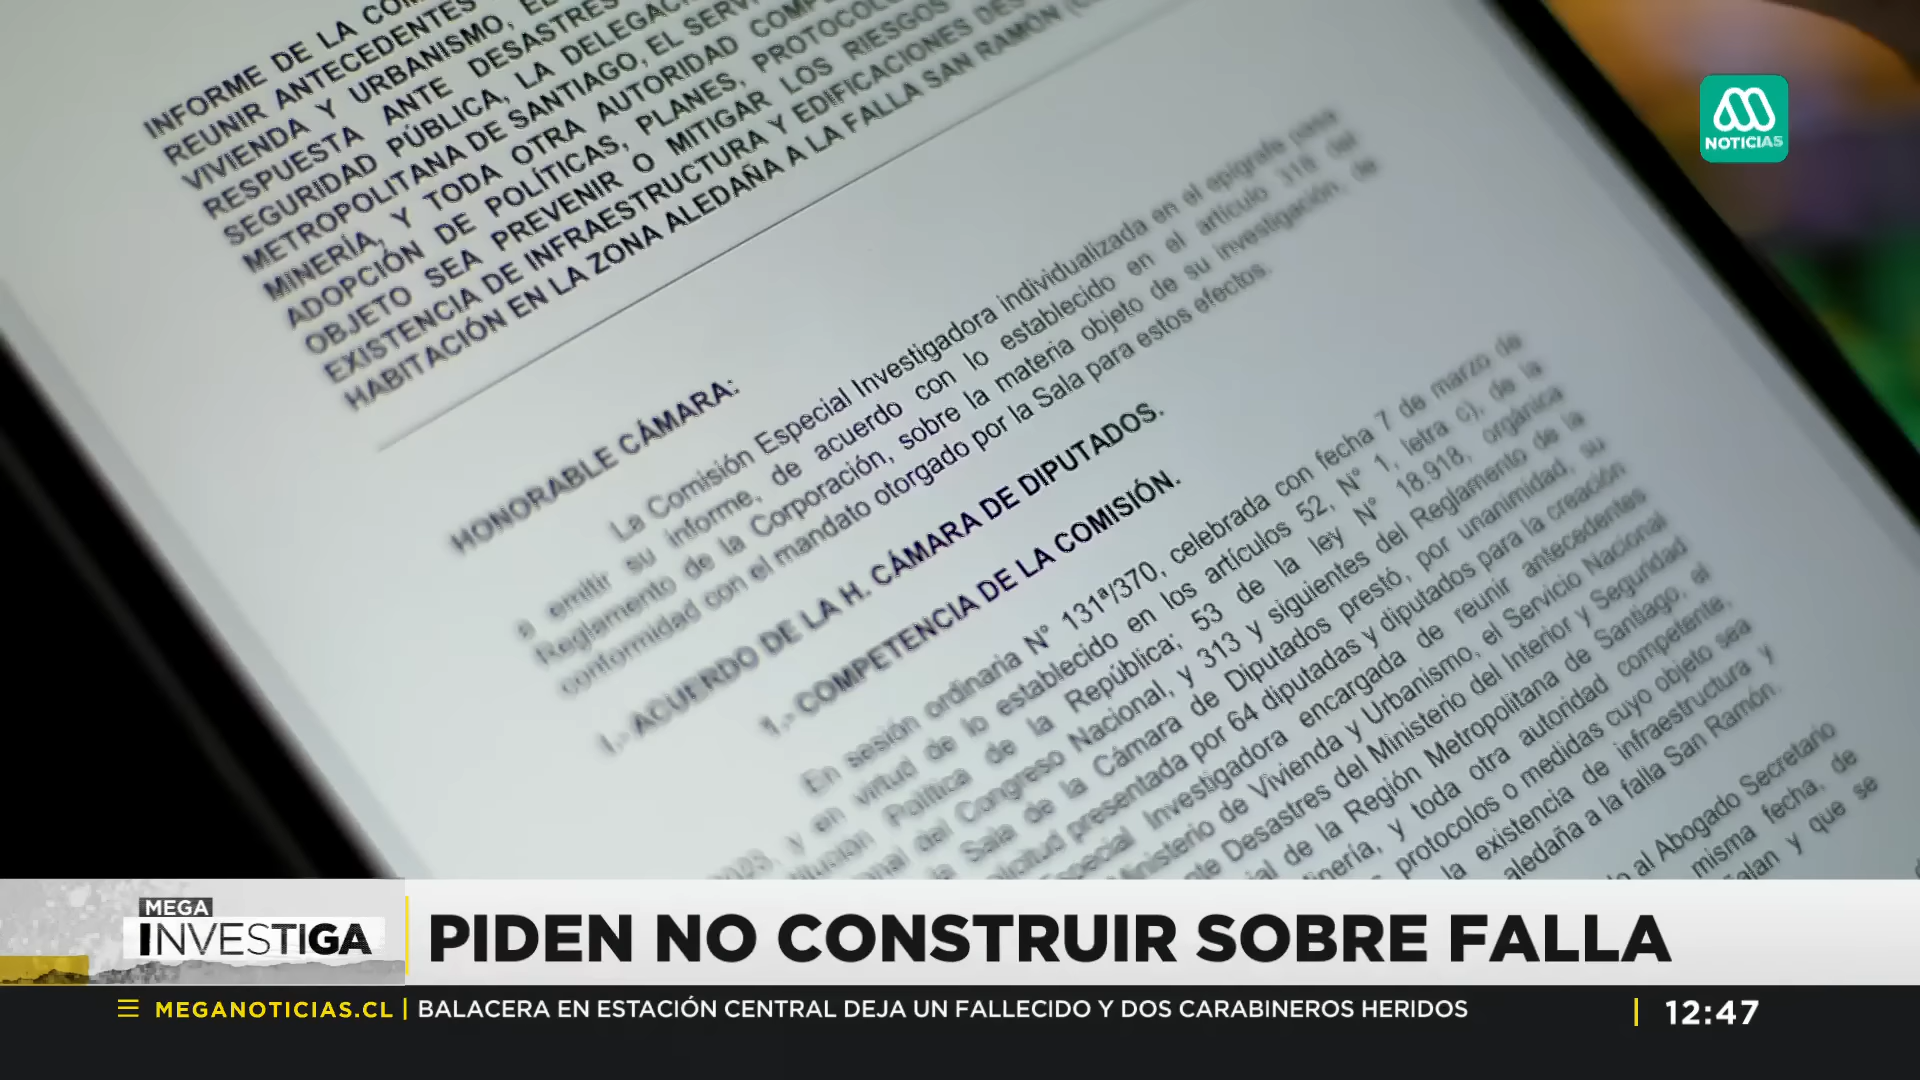 INFORME DE LA
REUNIR ANTECEDENTES
VIVIENDA Y URBANISMO,
RESPUESTA ANTE DESASTRES
SEGURIDAD PÚBLICA, LA
METROPOLITANA DE SANTIAGO, EL
MINERÍA, Y TODA OTRA AUTORIDAD
ADOPCIÓN DE POLÍTICAS, PLANES,
OBJETO SEA PREVENIR O MITIGAR LOS RIESGOS
EXISTENCIA DE INFRAESTRUCTURA Y EDIFICACIONES
HABITACIÓN EN LA ZONA ALEDAÑA A LA FALLA SAN RAMÓN
HONORABLE CÁMARA:
La Comisión Especial Investigadora individualizada en el epígrafe pasa
a emitir su informe, de acuerdo con lo establecido en el artículo 318 del
Reglamento de la Corporación, sobre la materia objeto de su investigación, de
conformidad con el mandato otorgado por la Sala para estos efectos.
I.- ACUERDO DE LA H. CÁMARA DE DIPUTADOS.
1.- COMPETENCIA DE LA COMISIÓN.
En sesión ordinaria N° 131ª/370, celebrada con fecha 7 de marzo de
2023, y en virtud de lo establecido en los artículos 52, N° 1, letra c), de la
Política de la República; 53 de la ley N° 18.918, orgánica
del Congreso Nacional, y 313 y siguientes del Reglamento de la
Sala de la Cámara de Diputados prestó, por unanimidad, su
presentada por 64 diputadas y diputados para la creación
Investigadora encargada de reunir antecedentes
Ministerio de Vivienda y Urbanismo, el Servicio Nacional
Desastres del Ministerio del Interior y Seguridad
de la Región Metropolitana de Santiago, el
y toda otra autoridad competente,
protocolos o medidas cuyo objeto sea
la existencia de infraestructura y
aledaña a la falla San Ramón.
al Abogado Secretario
misma fecha, de
y que se
NOTICIAS
MEGA
INVESTIGA
PIDEN NO CONSTRUIR SOBRE FALLA
MEGANOTICIAS.CL | BALACERA EN ESTACIÓN CENTRAL DEJA UN FALLECIDO Y DOS CARABINEROS HERIDOS | 12:47